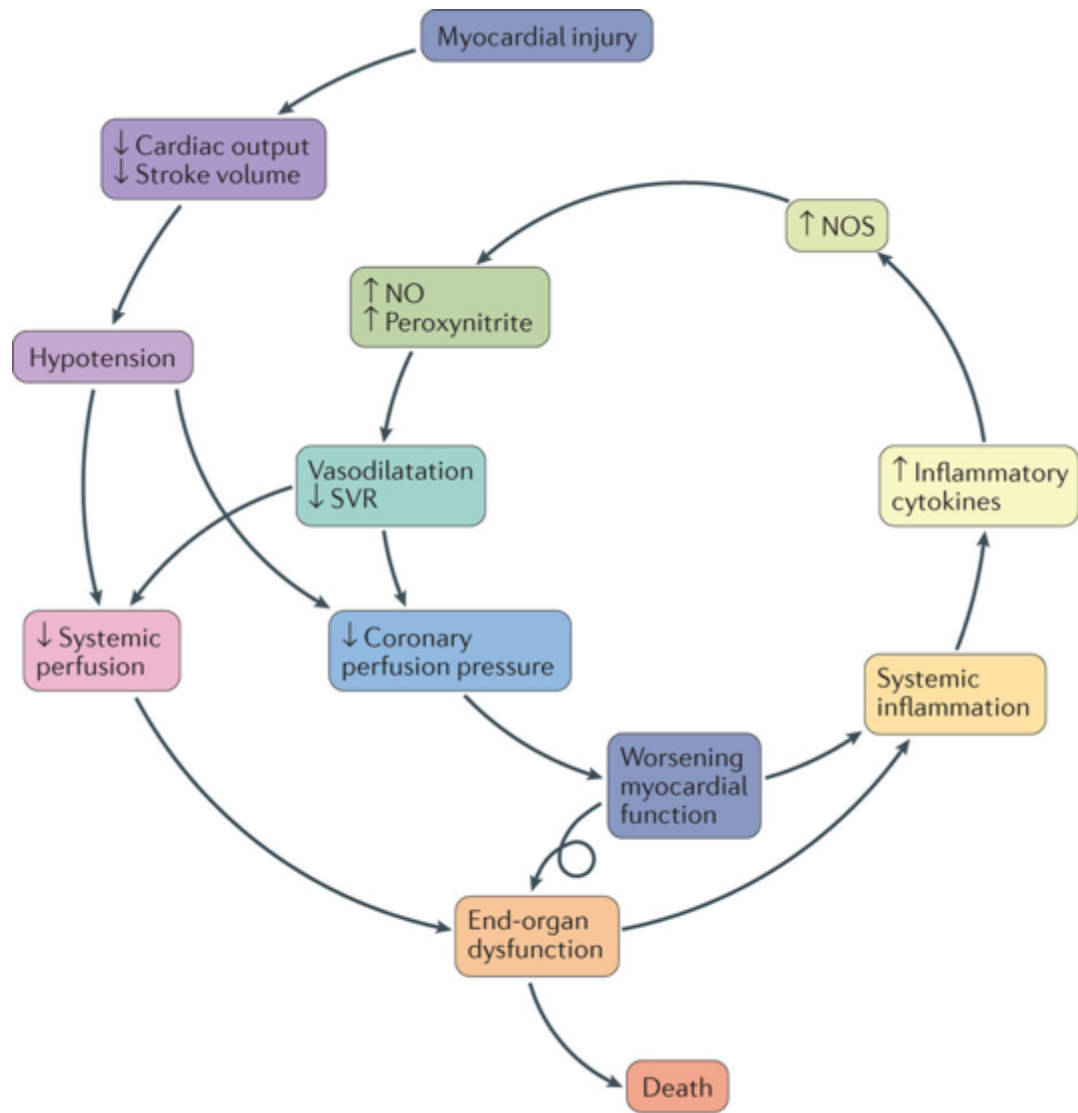 Myocardial injury
↓ Cardiac output
↓ Stroke volume
↑ NOS
↑ NO
↑ Peroxynitrite
Hypotension
Vasodilatation
↓ SVR
↑ Inflammatory
cytokines
↓ Systemic
perfusion
↓ Coronary
perfusion pressure
Systemic
inflammation
Worsening
myocardial
function
End-organ
dysfunction
Death